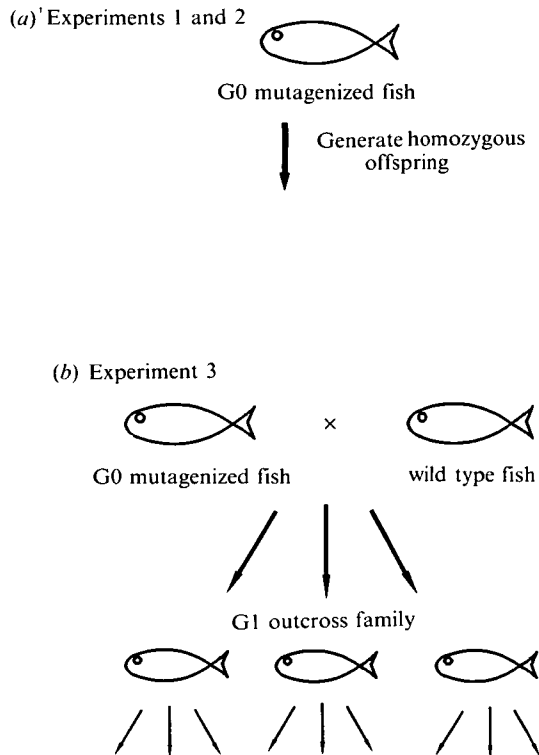 (a)' Experiments 1 and 2
G0 mutagenized fish
Generate homozygous
offspring
(b) Experiment 3
×
G0 mutagenized fish
wild type fish
G1 outcross family